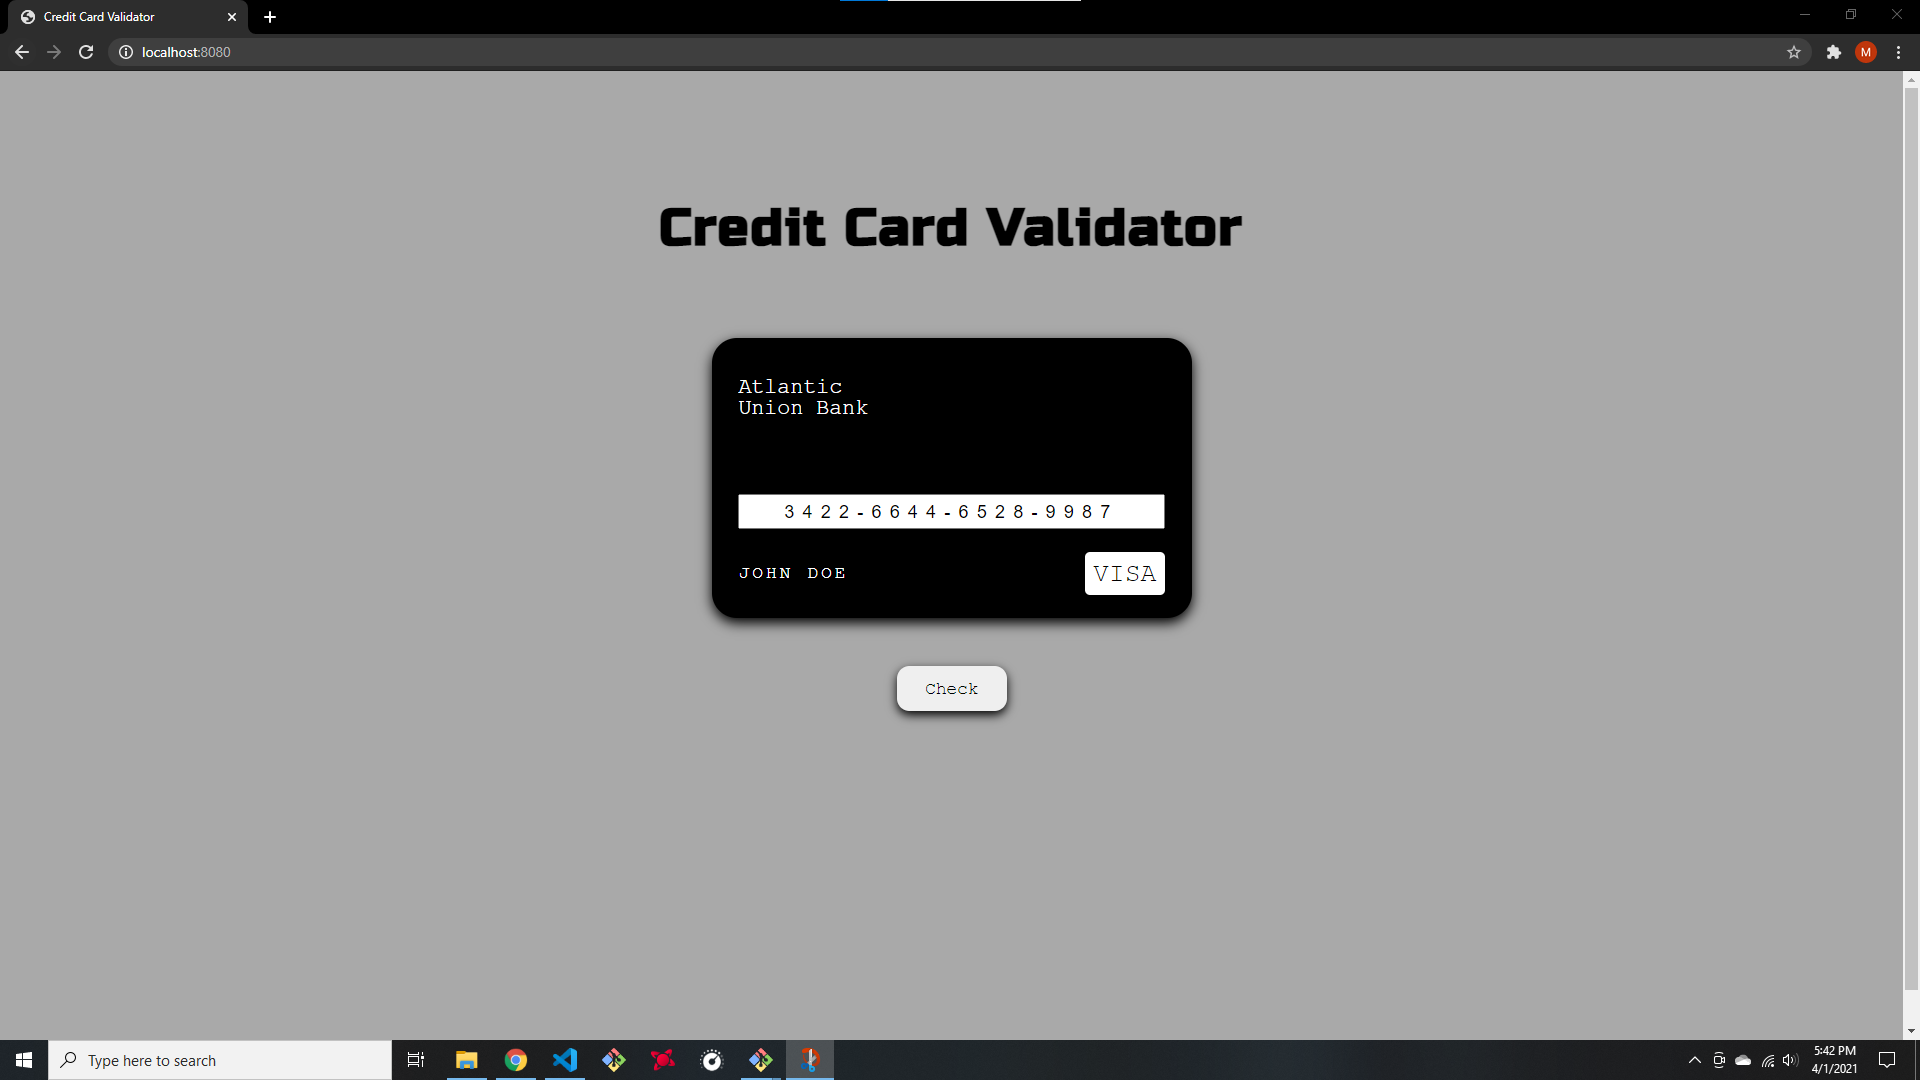 Credit Card Validator
localhost:8080
M
Credit Card Validator
Atlantic
Union Bank
3422-6644-6528-9987
JOHN DOE
VISA
Check
Type here to search
5:42 PM
4/1/2021